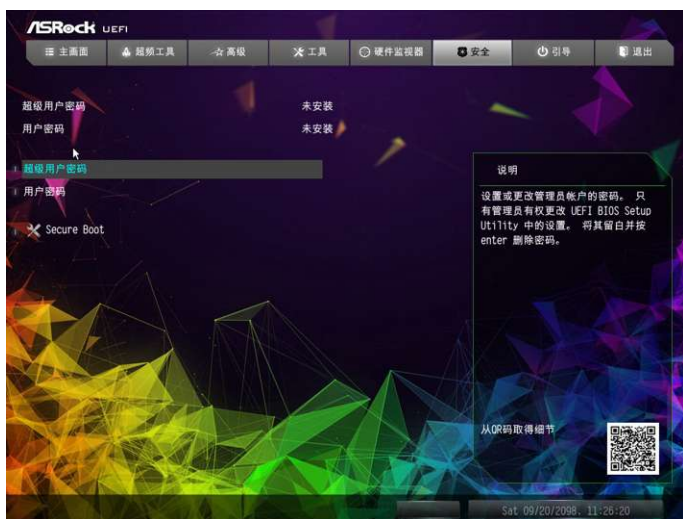 ASRock UEFI
主画面 超频工具 高级 工具 硬件监视器 安全 引导 退出
超级用户密码 未安装
用户密码 未安装
超级用户密码
用户密码
Secure Boot
说明
设置或更改管理员帐户的密码。 只
有管理员有权更改 UEFI BIOS Setup
Utility 中的设置。 将其留白并按
enter 删除密码。
从QR码取得细节
Sat 09/20/2098. 11:26:20